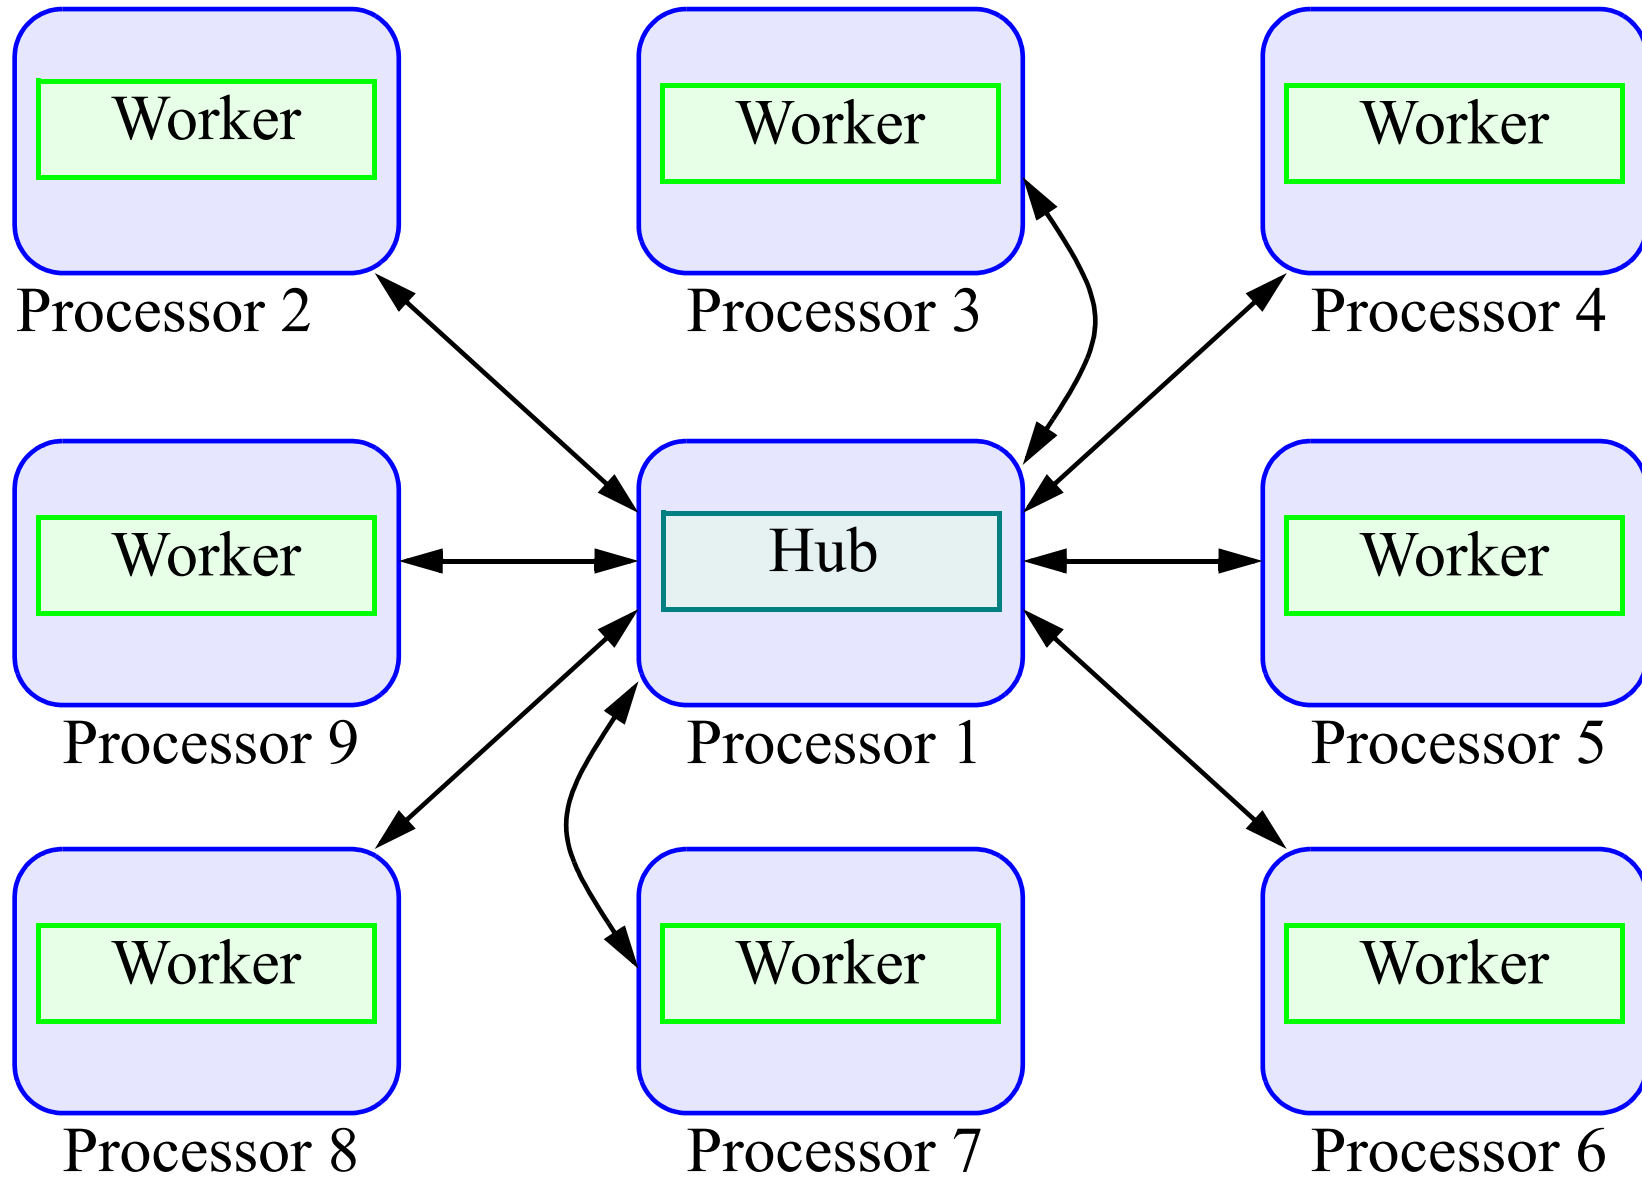 Worker
Worker
Worker
Processor 2
Processor 3
Processor 4
Worker
Hub
Worker
Processor 9
Processor 1
Processor 5
Worker
Worker
Worker
Processor 8
Processor 7
Processor 6